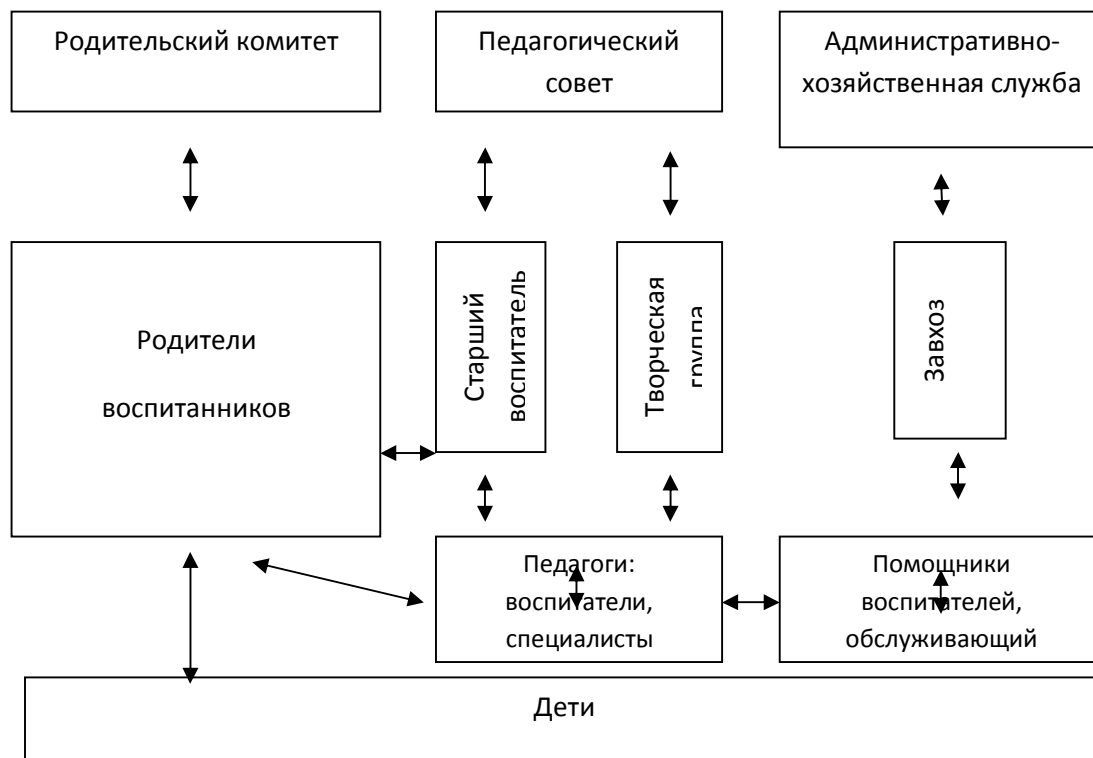 Родительский комитет
Педагогический
совет
Административно-
хозяйственная служба
Родители
воспитанников
Старший
воспитатель
Творческая
группа
Завхоз
Педагоги:
воспитатели,
специалисты
Помощники
воспитателей,
обслуживающий
Дети